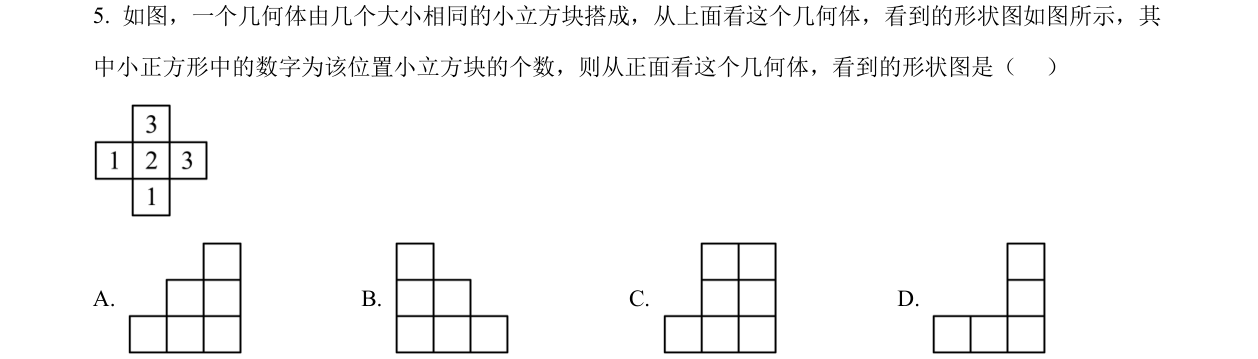 5. 如图，一个几何体由几个大小相同的小立方块搭成，从上面看这个几何体，看到的形状图如图所示，其
中小正方形中的数字为该位置小立方块的个数，则从正面看这个几何体，看到的形状图是（　）
3
1 2 3
1
A. B. C. D.